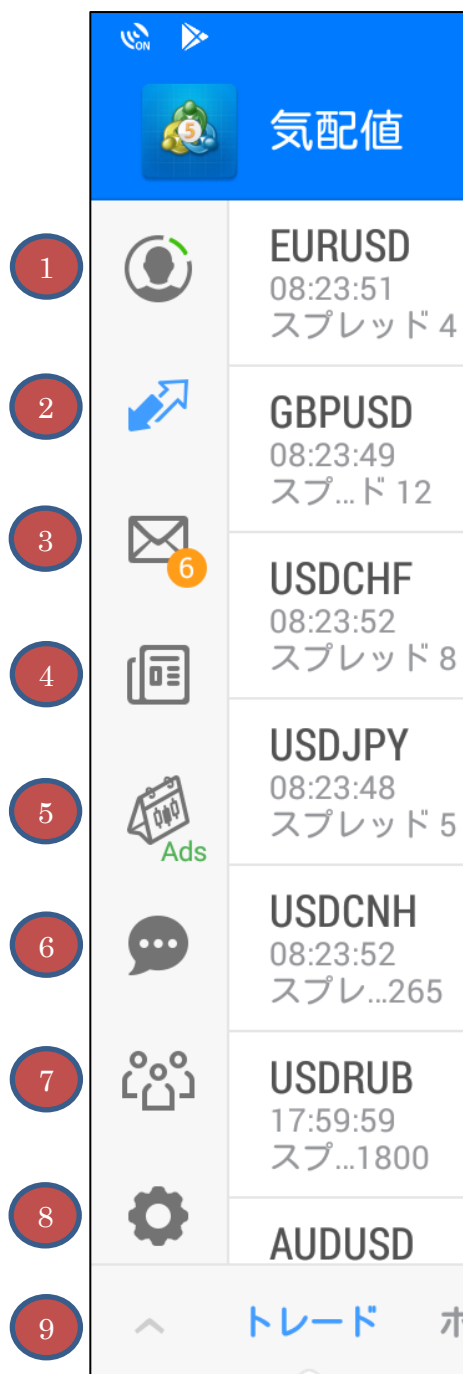 ON
5
気配値
1
EURUSD
08:23:51
スプレッド 4
2
GBPUSD
08:23:49
スプ...ド 12
3
6
USDCHF
08:23:52
スプレッド 8
4
USDJPY
08:23:48
スプレッド 5
5
Ads
USDCNH
08:23:52
スプレ...265
6
7
USDRUB
17:59:59
スプ...1800
8
AUDUSD
9
トレード